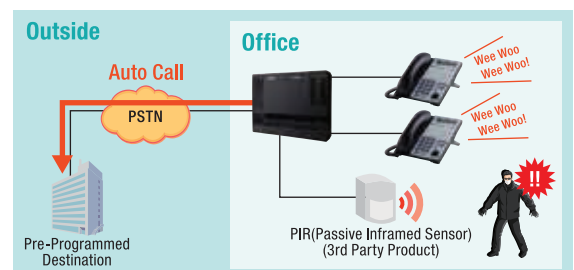 Outside
Office
Auto Call
PSTN
Wee Woo
Wee Woo!
Wee Woo
Wee Woo!
!!
PIR(Passive Inframed Sensor)
(3rd Party Product)
Pre-Programmed
Destination